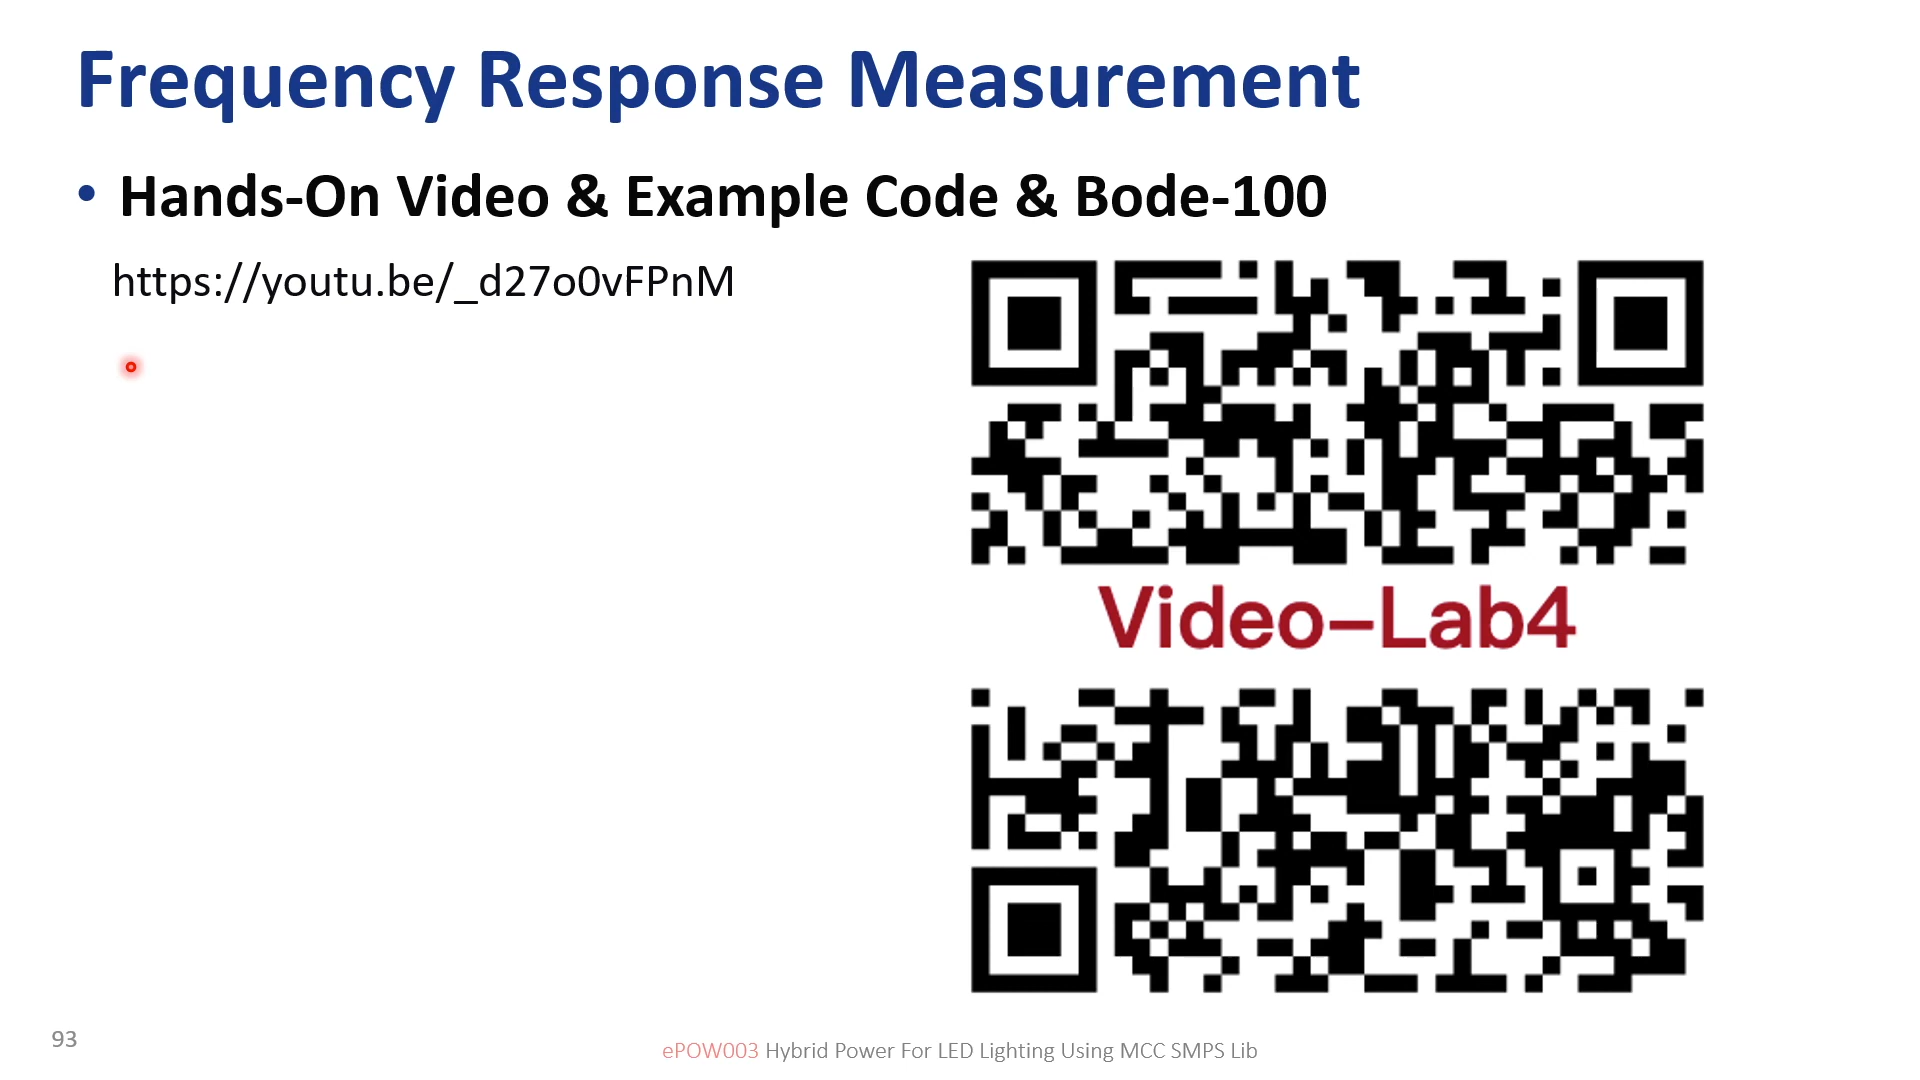 Frequency Response Measurement
• Hands-On Video & Example Code & Bode-100
https://youtu.be/_d27o0vFPnM
Video-Lab4
93
ePOW003 Hybrid Power For LED Lighting Using MCC SMPS Lib